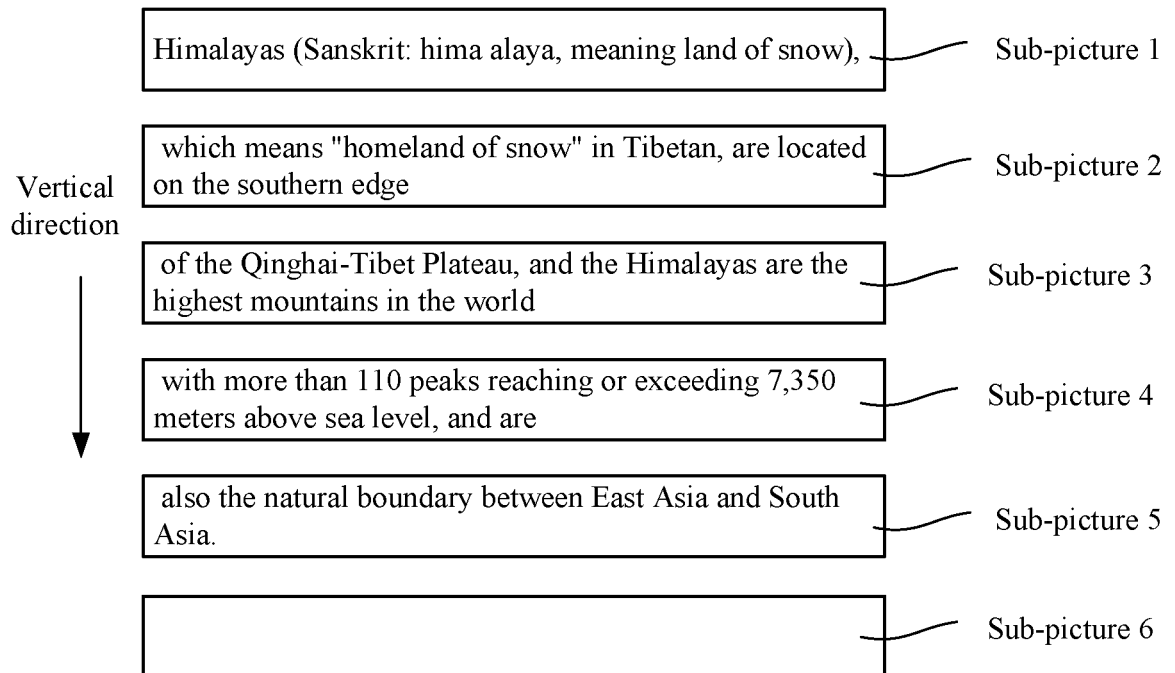 Himalayas (Sanskrit: hima alaya, meaning land of snow),
Sub-picture 1
which means "homeland of snow" in Tibetan, are located
on the southern edge
Sub-picture 2
Vertical
direction
of the Qinghai-Tibet Plateau, and the Himalayas are the
highest mountains in the world
Sub-picture 3
with more than 110 peaks reaching or exceeding 7,350
meters above sea level, and are
Sub-picture 4
also the natural boundary between East Asia and South
Asia.
Sub-picture 5
Sub-picture 6